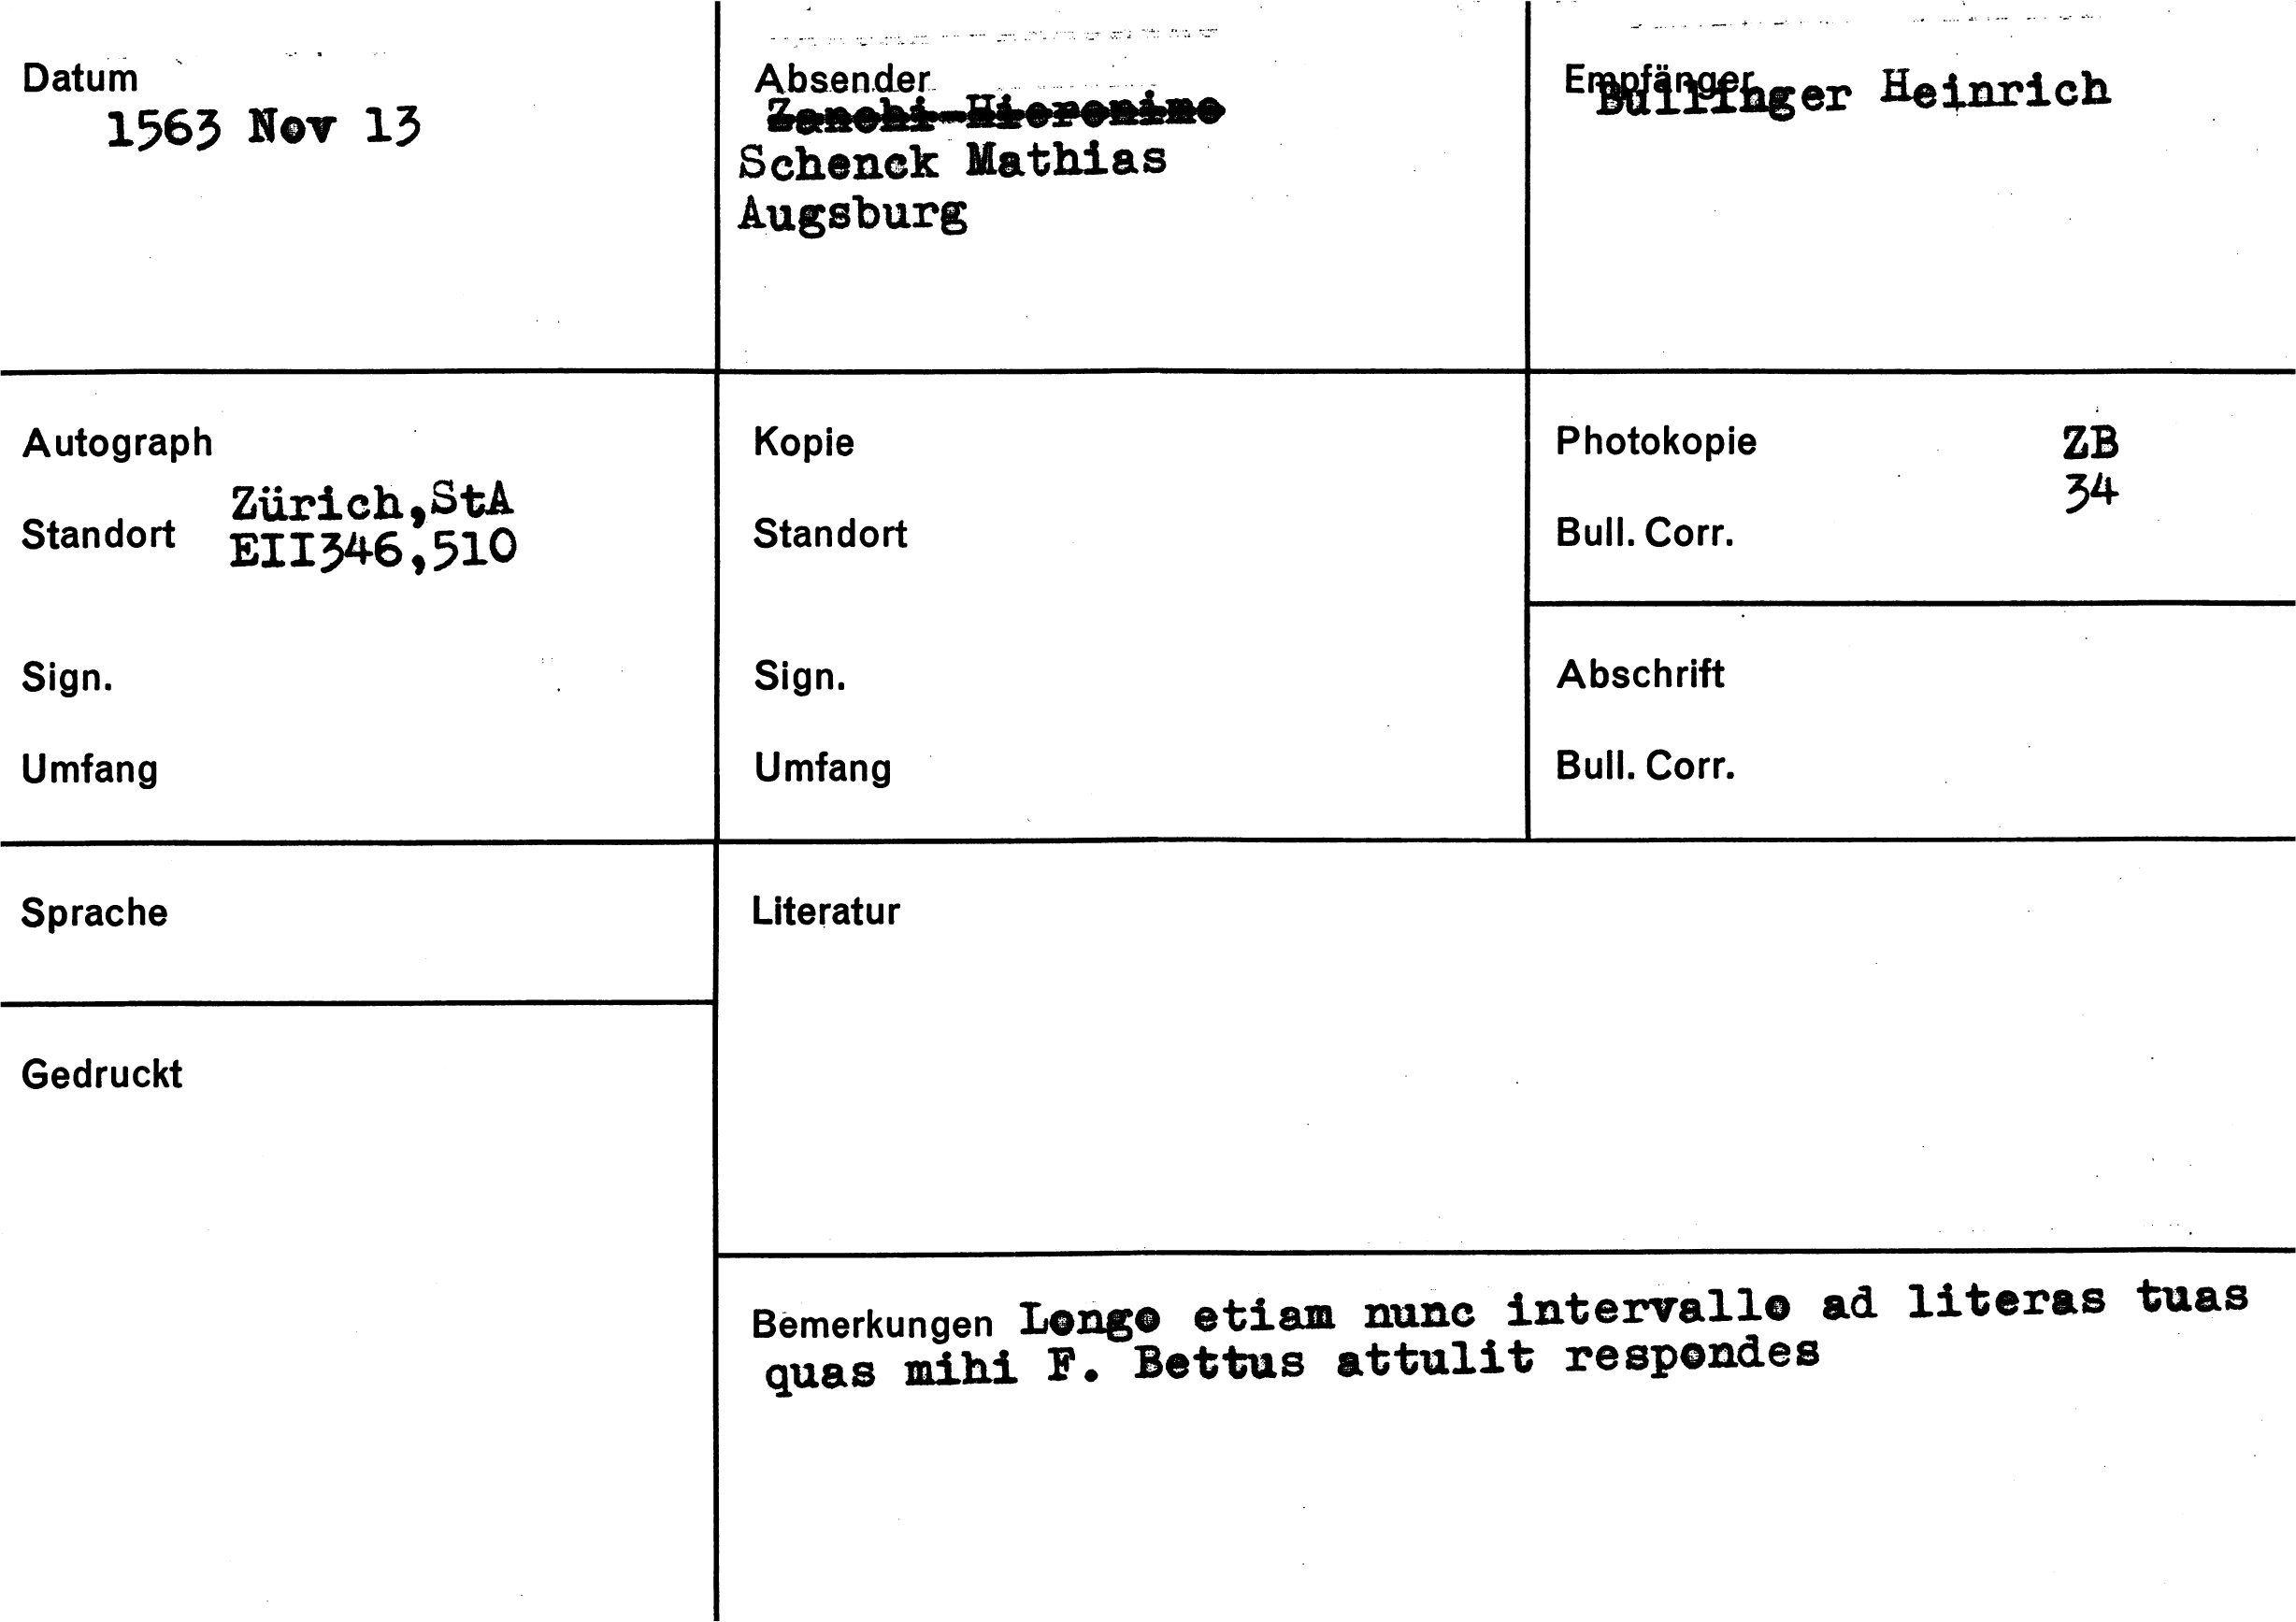 Datum
1563 Nov 13
Absender
Zanchi Hieronimo
Schenck Mathias
Augsburg
Empfänger
Bullinger Heinrich
Autograph
Standort
Zürich,StA
EII346,510
Sign.
Umfang
Kopie
Standort
Sign.
Umfang
Photokopie
ZB
34
Bull. Corr.
Abschrift
Bull. Corr.
Sprache
Literatur
Gedruckt
Bemerkungen Longo etiam nunc intervallo ad literas tuas
quas mihi F. Bettus attulit respondes